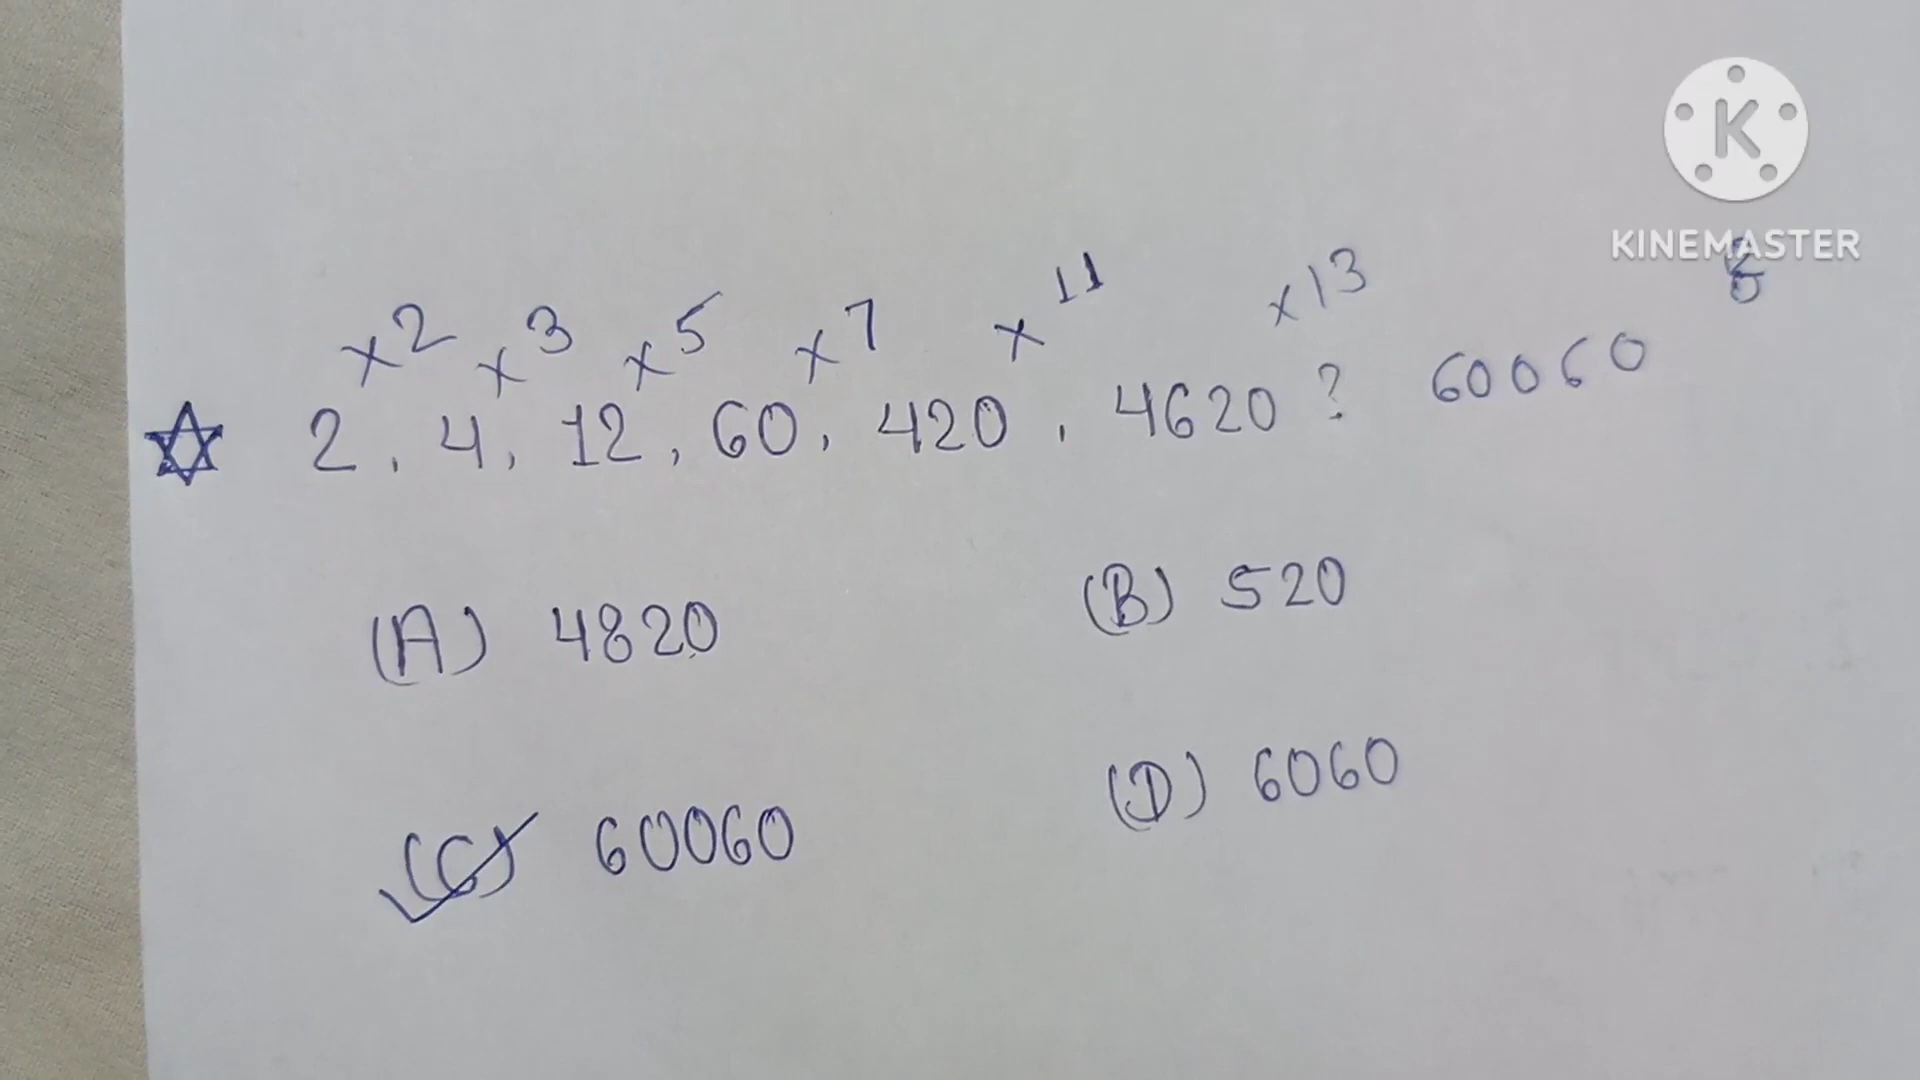 K
KINEMASTER
×2 ×3 ×5 ×7 ×11 ×13
2, 4, 12, 60, 420, 4620 ? 60060
(A) 4820 (B) 520
(C) 60060 (D) 6060